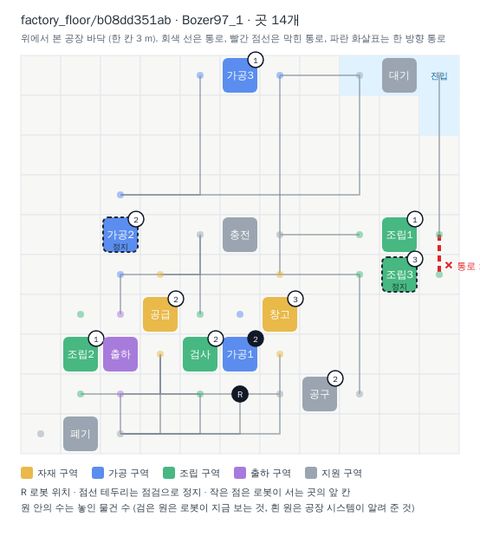 factory_floor/b08dd351ab · Bozer97_1 · 곳 14개
위에서 본 공장 바닥 (한 칸 3 m). 회색 선은 통로, 빨간 점선은 막힌 통로, 파란 화살표는 한 방향 통로
가공3 1
대기
가공2 2
정지
충전
조립1 1
조립3 3
정지
통로
공급 2
창고 3
조립2 1
출하
검사 2
가공1 2
R
공구 2
폐기
자재 구역 가공 구역 조립 구역 출하 구역 지원 구역
R 로봇 위치 · 점선 테두리는 점검으로 정지 · 작은 점은 로봇이 서는 곳의 앞 칸
원 안의 수는 놓인 물건 수 (검은 원은 로봇이 지금 보는 것, 흰 원은 공장 시스템이 알려 준 것)